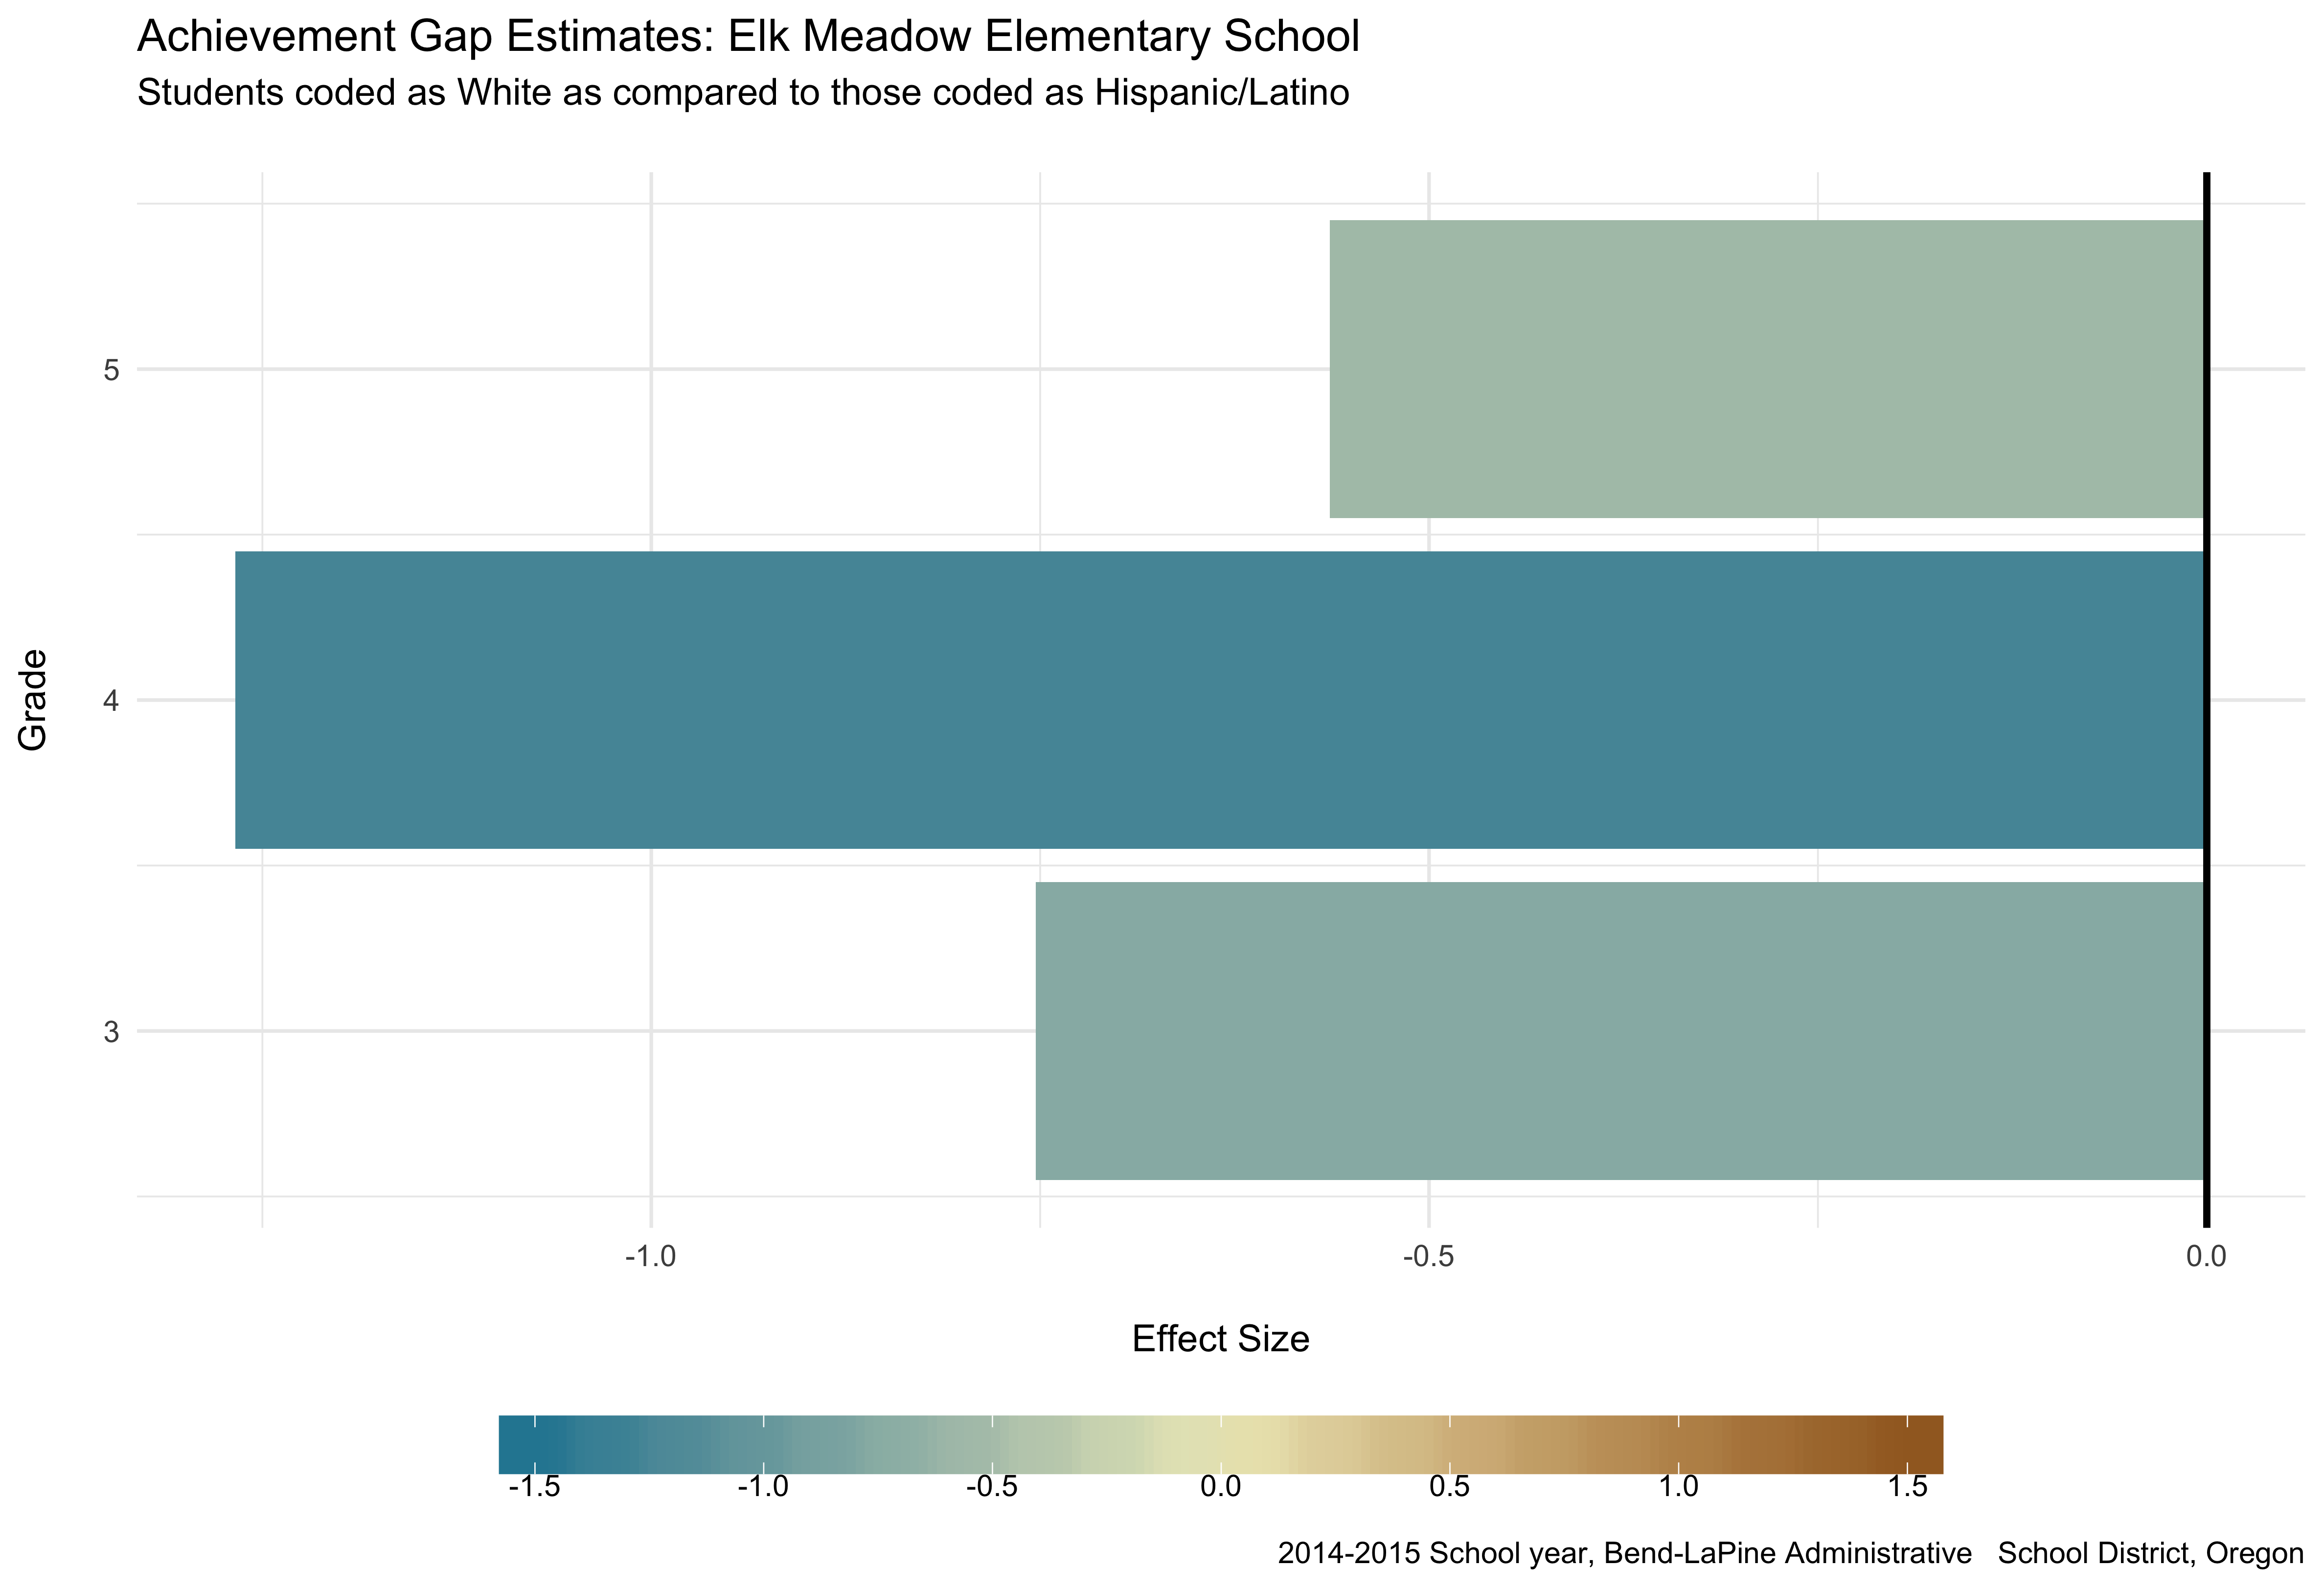 Achievement Gap Estimates: Elk Meadow Elementary School
Students coded as White as compared to those coded as Hispanic/Latino
Grade
5
4
3
-1.0 -0.5 0.0
Effect Size
-1.5 -1.0 -0.5 0.0 0.5 1.0 1.5
2014-2015 School year, Bend-LaPine Administrative   School District, Oregon